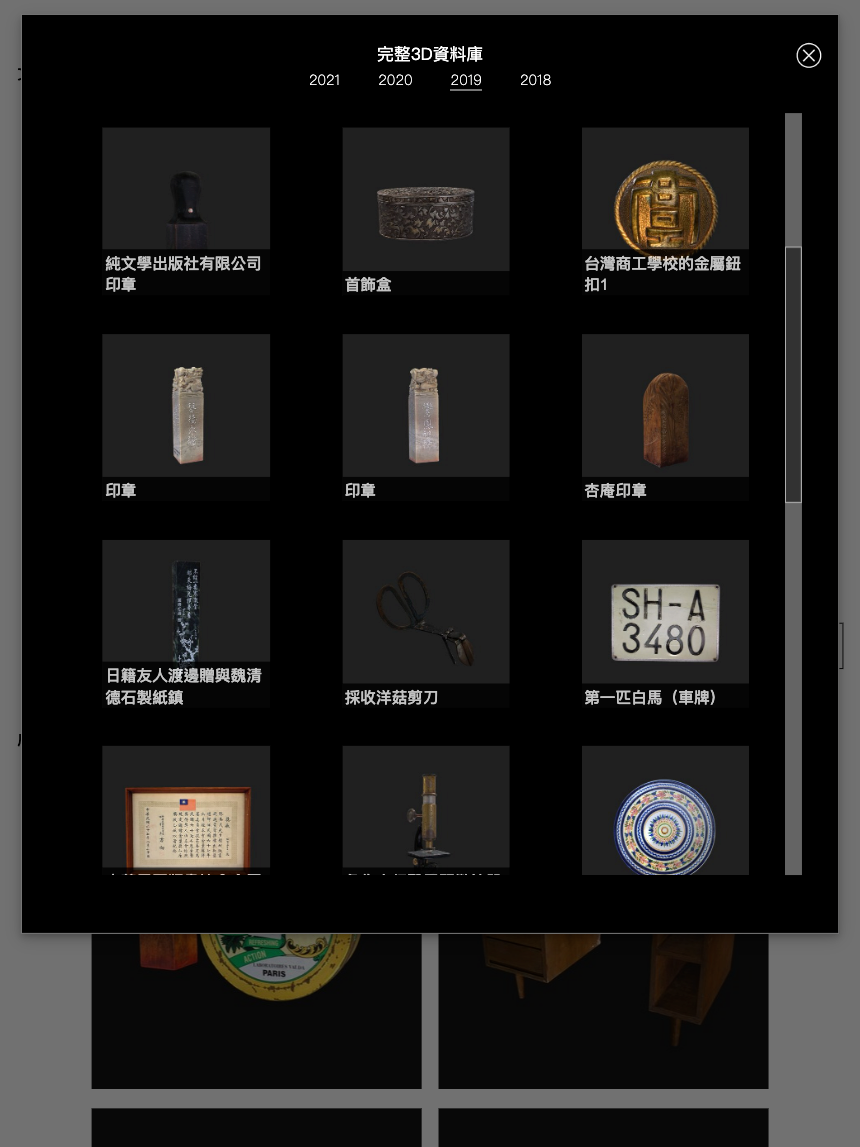 完整3D資料庫
2021 2020 2019 2018
純文學出版社有限公司
印章
首飾盒
台灣商工學校的金屬鈕
扣1
印章
印章
杏庵印章
日籍友人渡邊贈與魏清
德石製紙鎮
採收洋菇剪刀
SH-A
3480
第一匹白馬（車牌）
REFRESHING
ACTION
PARIS